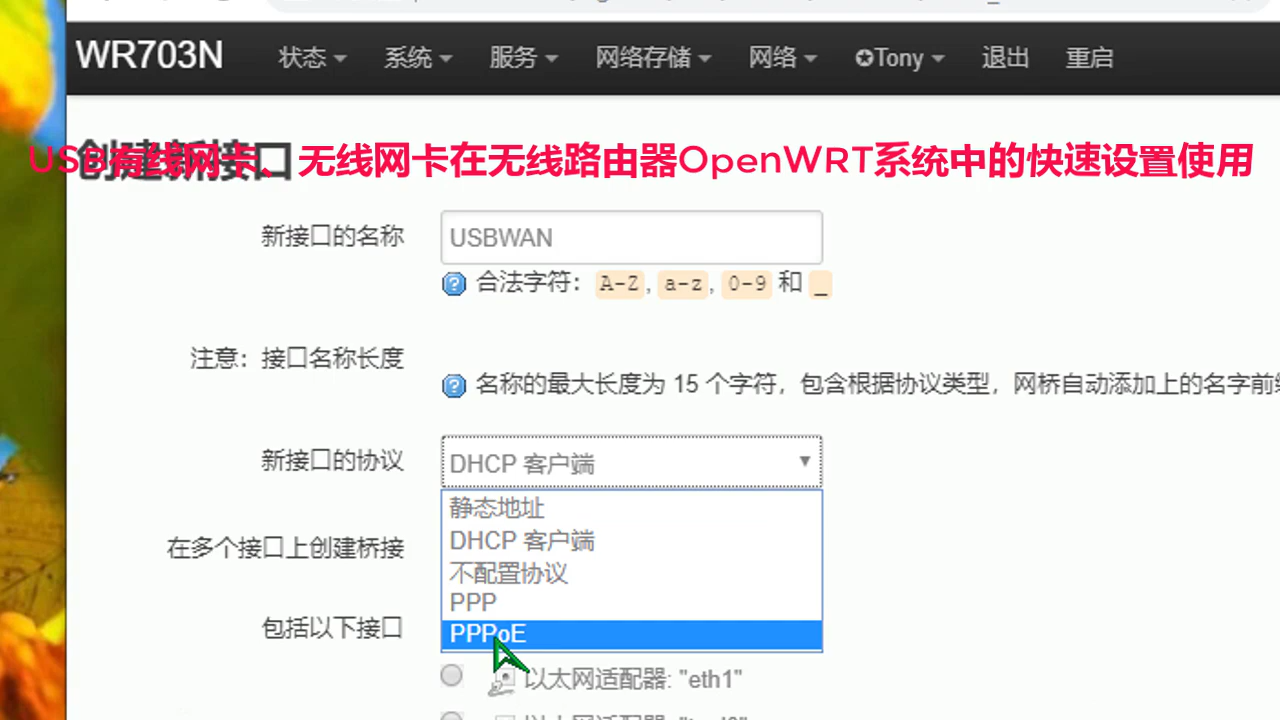 WR703N 状态 系统 服务 网络存储 网络 ✪Tony 退出 重启
创建新接口
USB有线网卡、无线网卡在无线路由器OpenWRT系统中的快速设置使用
新接口的名称 USBWAN
合法字符： A-Z, a-z, 0-9 和 _
注意：接口名称长度
名称的最大长度为 15 个字符，包含根据协议类型，网桥自动添加上的名字前
新接口的协议 DHCP 客户端
静态地址
在多个接口上创建桥接 DHCP 客户端
不配置协议
PPP
包括以下接口 PPPoE
以太网适配器: "eth1"